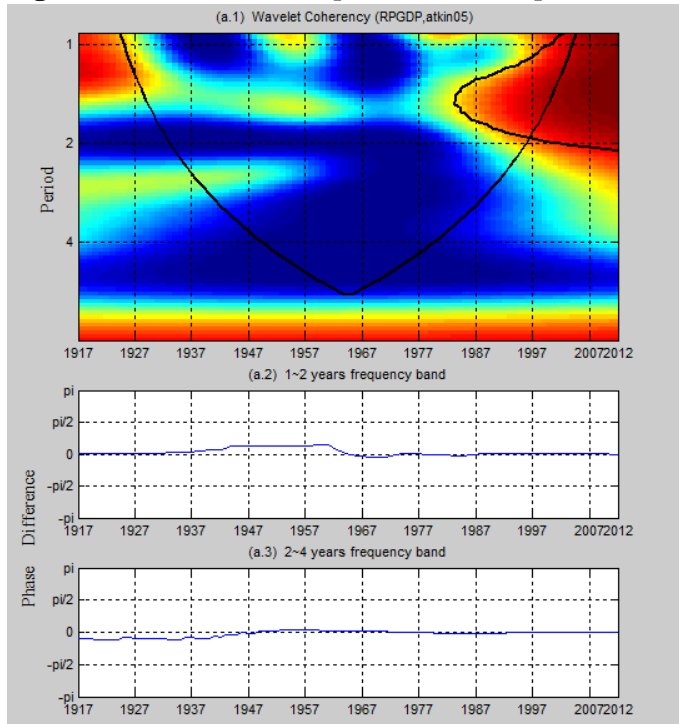 (a.1) Wavelet Coherency (RPGDP,atkin05)
1
2
4
Period
1917 1927 1937 1947 1957 1967 1977 1987 1997 20072012
(a.2) 1~2 years frequency band
pi
pi/2
0
-pi/2
-pi
1917 1927 1937 1947 1957 1967 1977 1987 1997 20072012
Phase Difference
(a.3) 2~4 years frequency band
pi
pi/2
0
-pi/2
-pi
1917 1927 1937 1947 1957 1967 1977 1987 1997 20072012